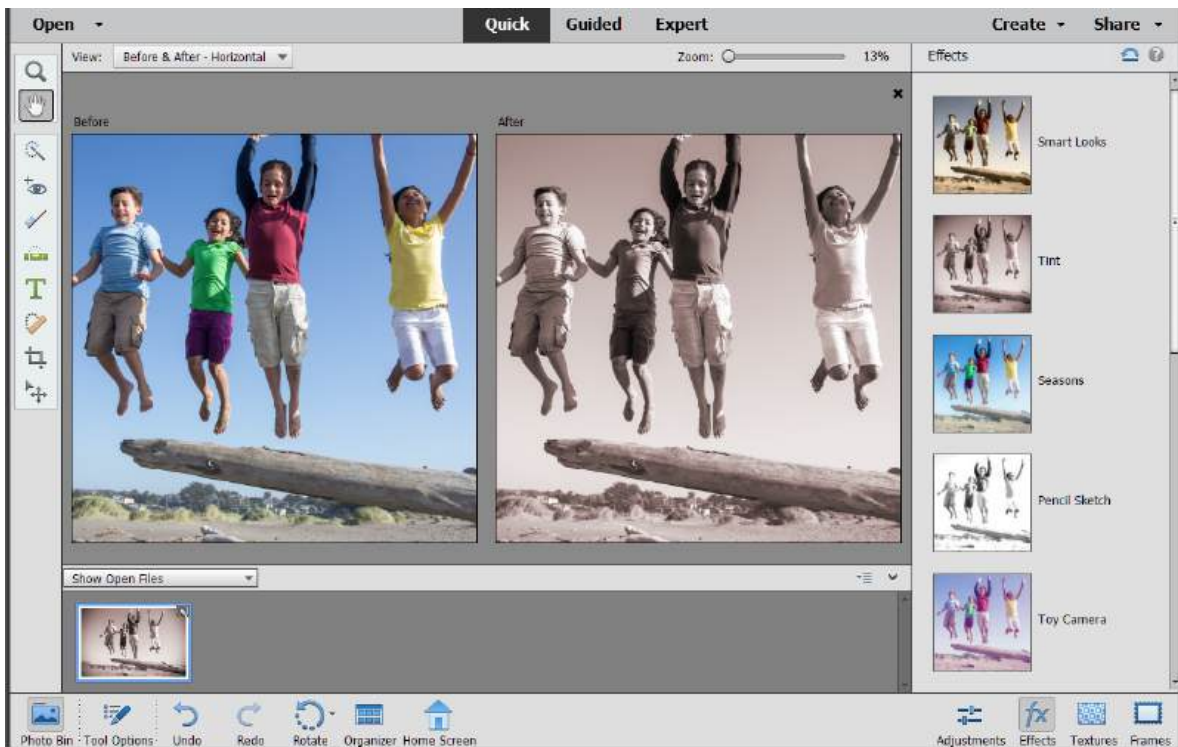 Open Quick Guided Expert Create Share
View: Before & After - Horizontal Zoom: 13% Effects
Before After
Smart Looks
Tint
Seasons
Pencil Sketch
Toy Camera
Show Open Files
T
Photo Bin Tool Options Undo Redo Rotate Organizer Home Screen Adjustments fx Effects Textures Frames